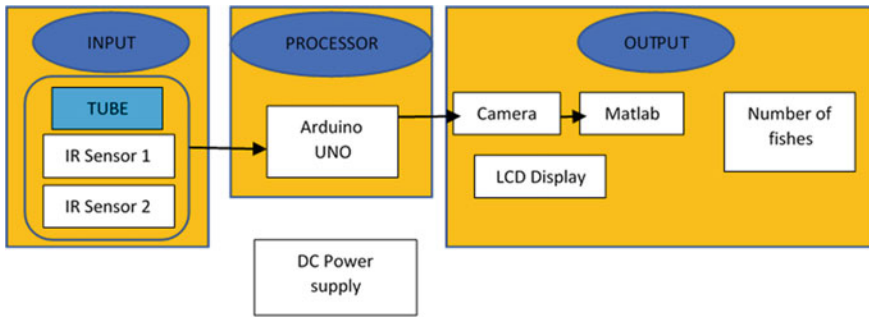 INPUT
TUBE
IR Sensor 1
IR Sensor 2
PROCESSOR
Arduino
UNO
OUTPUT
Camera
Matlab
LCD Display
Number of
fishes
DC Power
supply